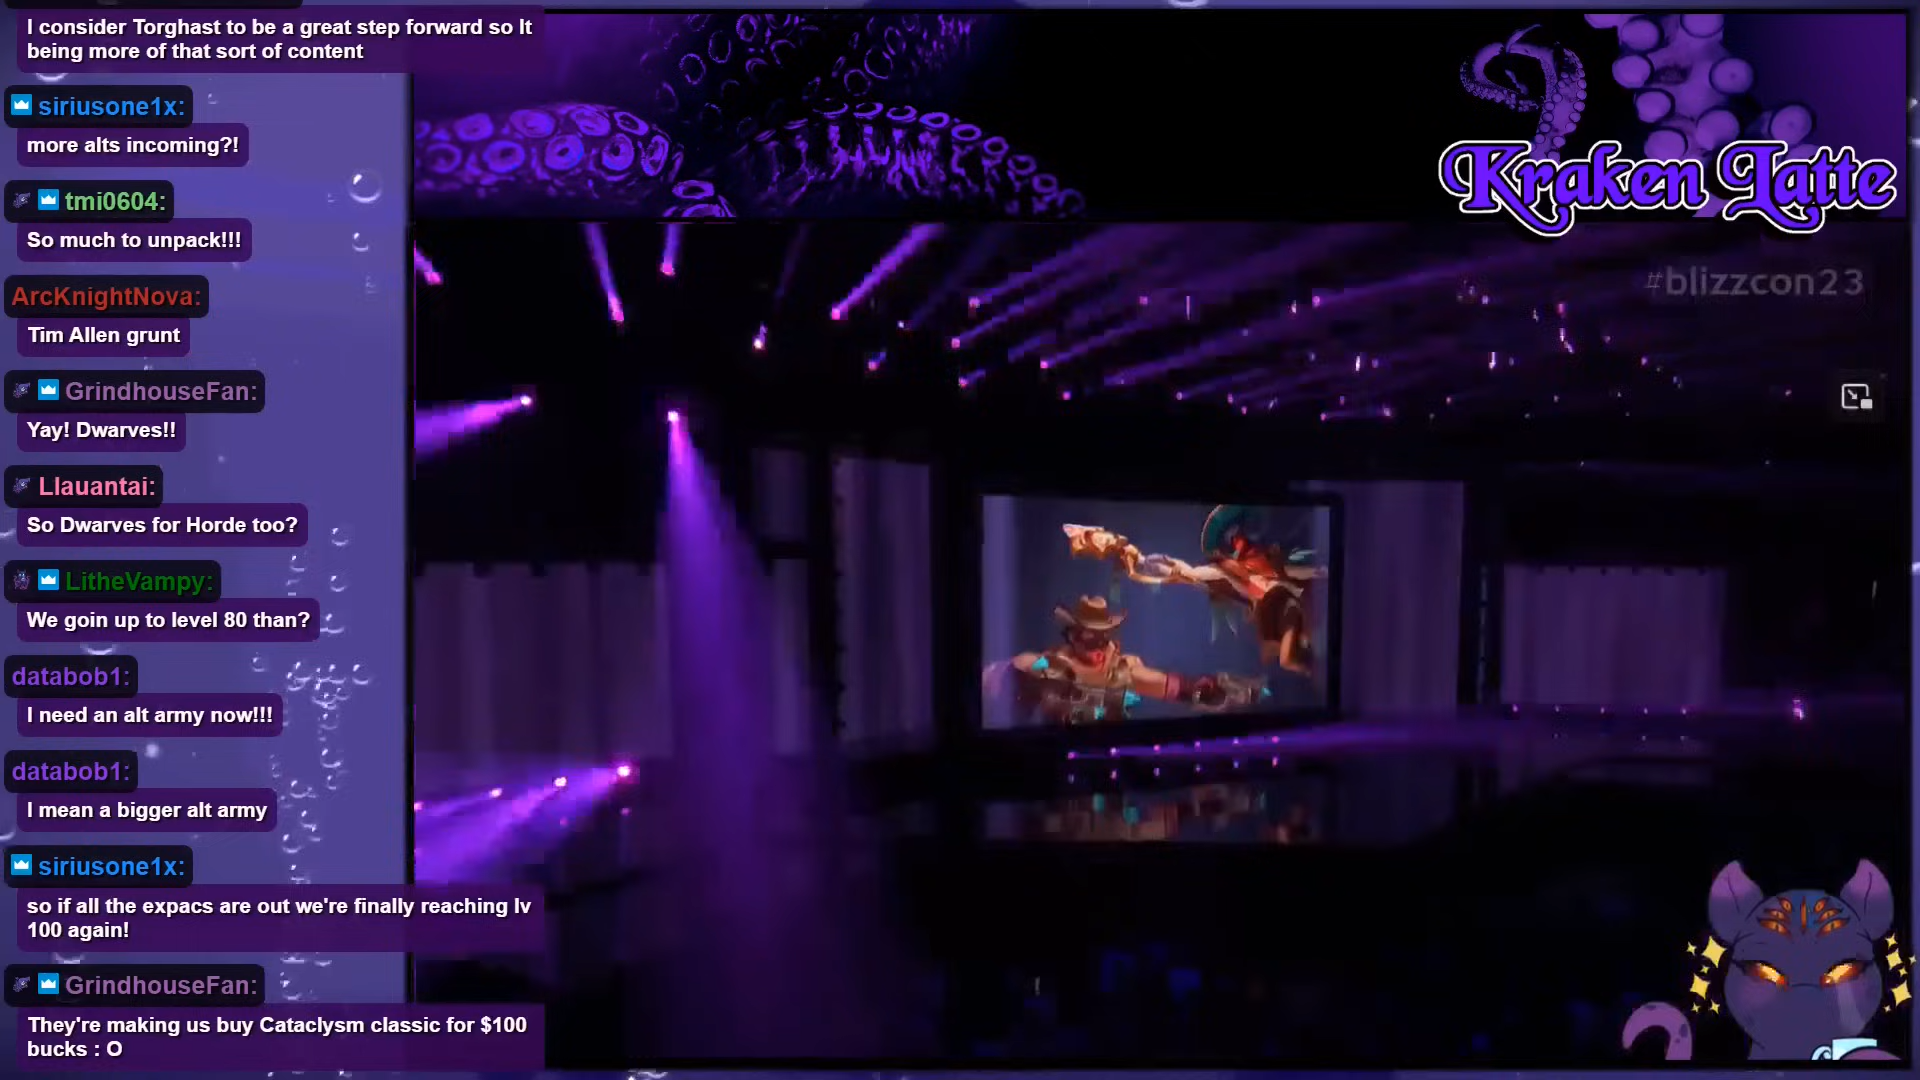 I consider Torghast to be a great step forward so It
being more of that sort of content
siriusone1x:
more alts incoming?!
tmi0604:
So much to unpack!!!
ArcKnightNova:
Tim Allen grunt
GrindhouseFan:
Yay! Dwarves!!
Llauantai:
So Dwarves for Horde too?
LitheVampy:
We goin up to level 80 than?
databob1:
I need an alt army now!!!
databob1:
I mean a bigger alt army
siriusone1x:
so if all the expacs are out we're finally reaching lv
100 again!
GrindhouseFan:
They're making us buy Cataclysm classic for $100
bucks : O
Kraken Latte
#blizzcon23